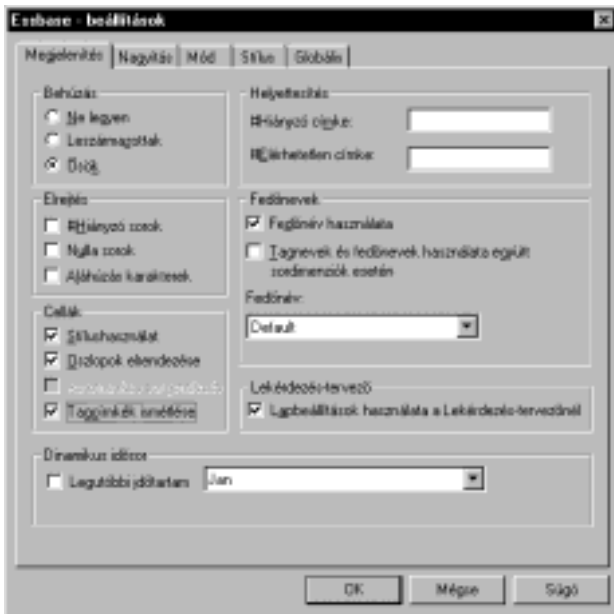 Essbase - beállítások
Megjelenítés
Nagyítás
Mód
Stílus
Globális
Behúzás
Ne legyen
Leszármazottak
Ősök
Helyettesítés
#Hiányzó címke:
#Elérhetetlen címke:
Elrejtés
#Hiányzó sorok
Nulla sorok
Aláhúzás karakterek
Fedőnevek
Fedőnév használata
Tagnevek és fedőnevek használata együtt
sordimenziók esetén
Fedőnév:
Default
Cellák
Stílushasználat
Oszlopok elrendezése
Tagcímkék ismétlése
Lekérdezés-tervező
Lapbeállítások használata a Lekérdezés-tervezőnél
Dinamikus idősor
Legutóbbi időtartam
Jan
OK
Mégse
Súgó